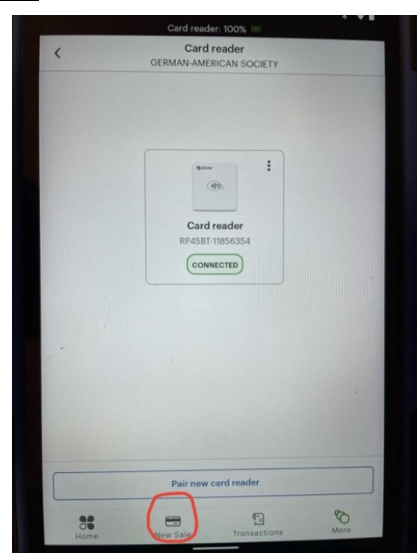 Card reader: 100%
Card reader
GERMAN-AMERICAN SOCIETY
Card reader
RP45BT-11856354
CONNECTED
Pair new card reader
Home New Sale Transactions More